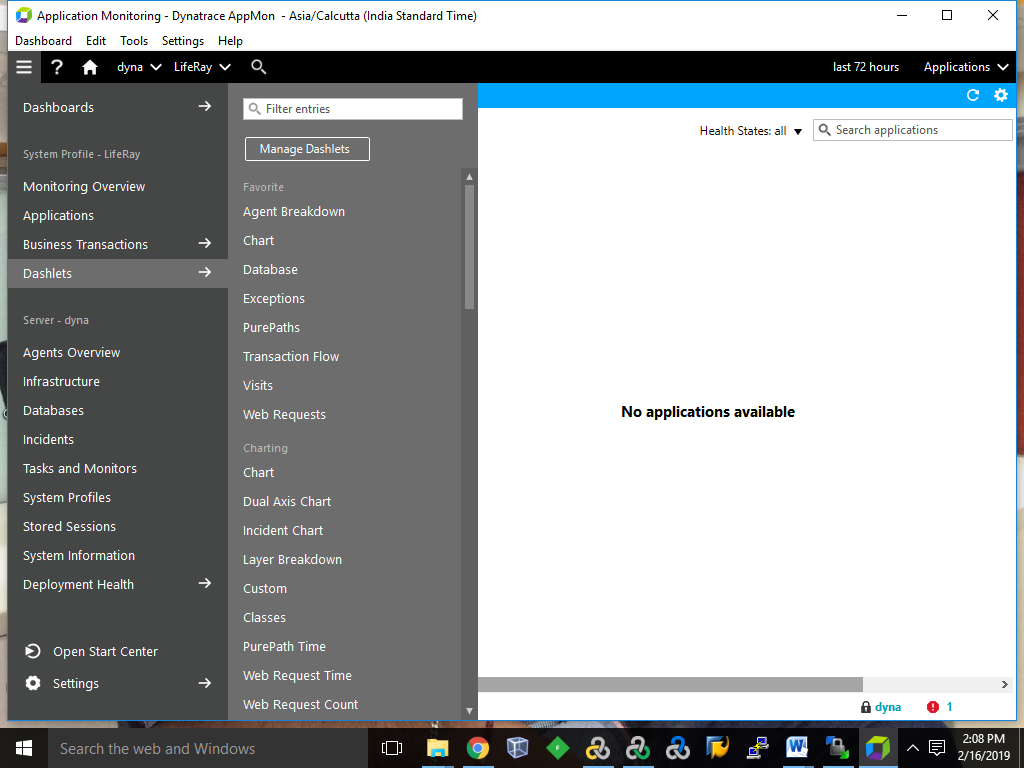 Application Monitoring - Dynatrace AppMon - Asia/Calcutta (India Standard Time)
Dashboard Edit Tools Settings Help
dyna LifeRay last 72 hours Applications
Dashboards
System Profile - LifeRay
Monitoring Overview
Applications
Business Transactions
Dashlets
Server - dyna
Agents Overview
Infrastructure
Databases
Incidents
Tasks and Monitors
System Profiles
Stored Sessions
System Information
Deployment Health
Open Start Center
Settings
Filter entries
Manage Dashlets
Favorite
Agent Breakdown
Chart
Database
Exceptions
PurePaths
Transaction Flow
Visits
Web Requests
Charting
Chart
Dual Axis Chart
Incident Chart
Layer Breakdown
Custom
Classes
PurePath Time
Web Request Time
Web Request Count
Health States: all Search applications
No applications available
dyna 1
Search the web and Windows
2:08 PM
2/16/2019